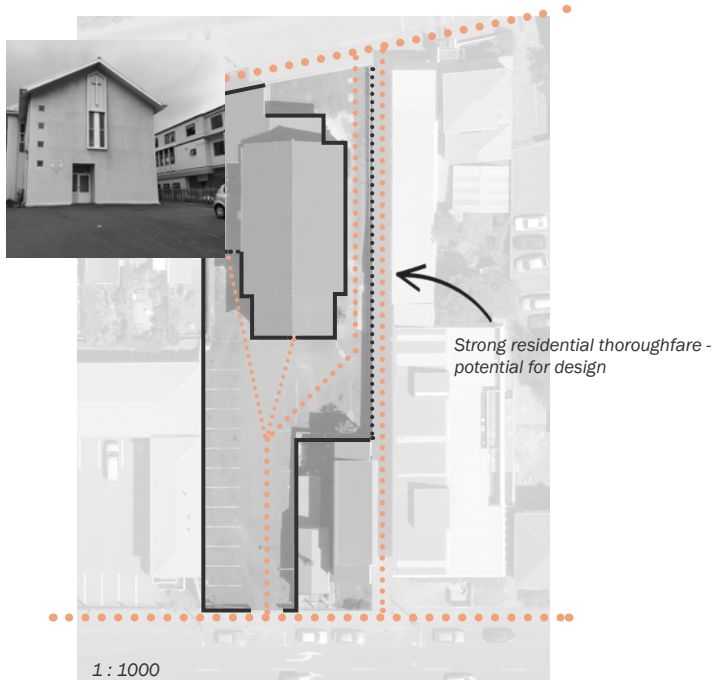 Strong residential thoroughfare -
potential for design
1 : 1000